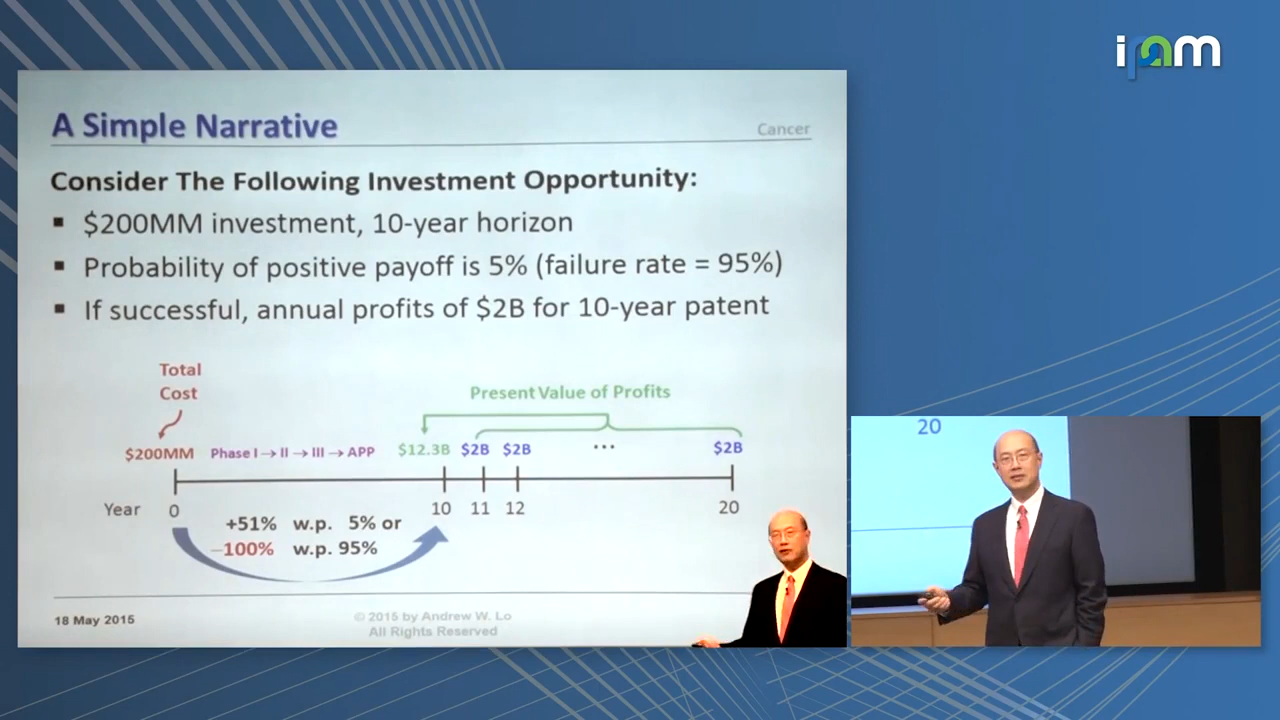 ipam
A Simple Narrative
Cancer
Consider The Following Investment Opportunity:
▪ $200MM investment, 10-year horizon
▪ Probability of positive payoff is 5% (failure rate = 95%)
▪ If successful, annual profits of $2B for 10-year patent
Total
Cost
Present Value of Profits
$200MM Phase I → II → III → APP $12.3B $2B $2B ... $2B
Year 0 10 11 12 20
+51% w.p. 5% or
−100% w.p. 95%
18 May 2015
© 2015 by Andrew W. Lo
All Rights Reserved
20